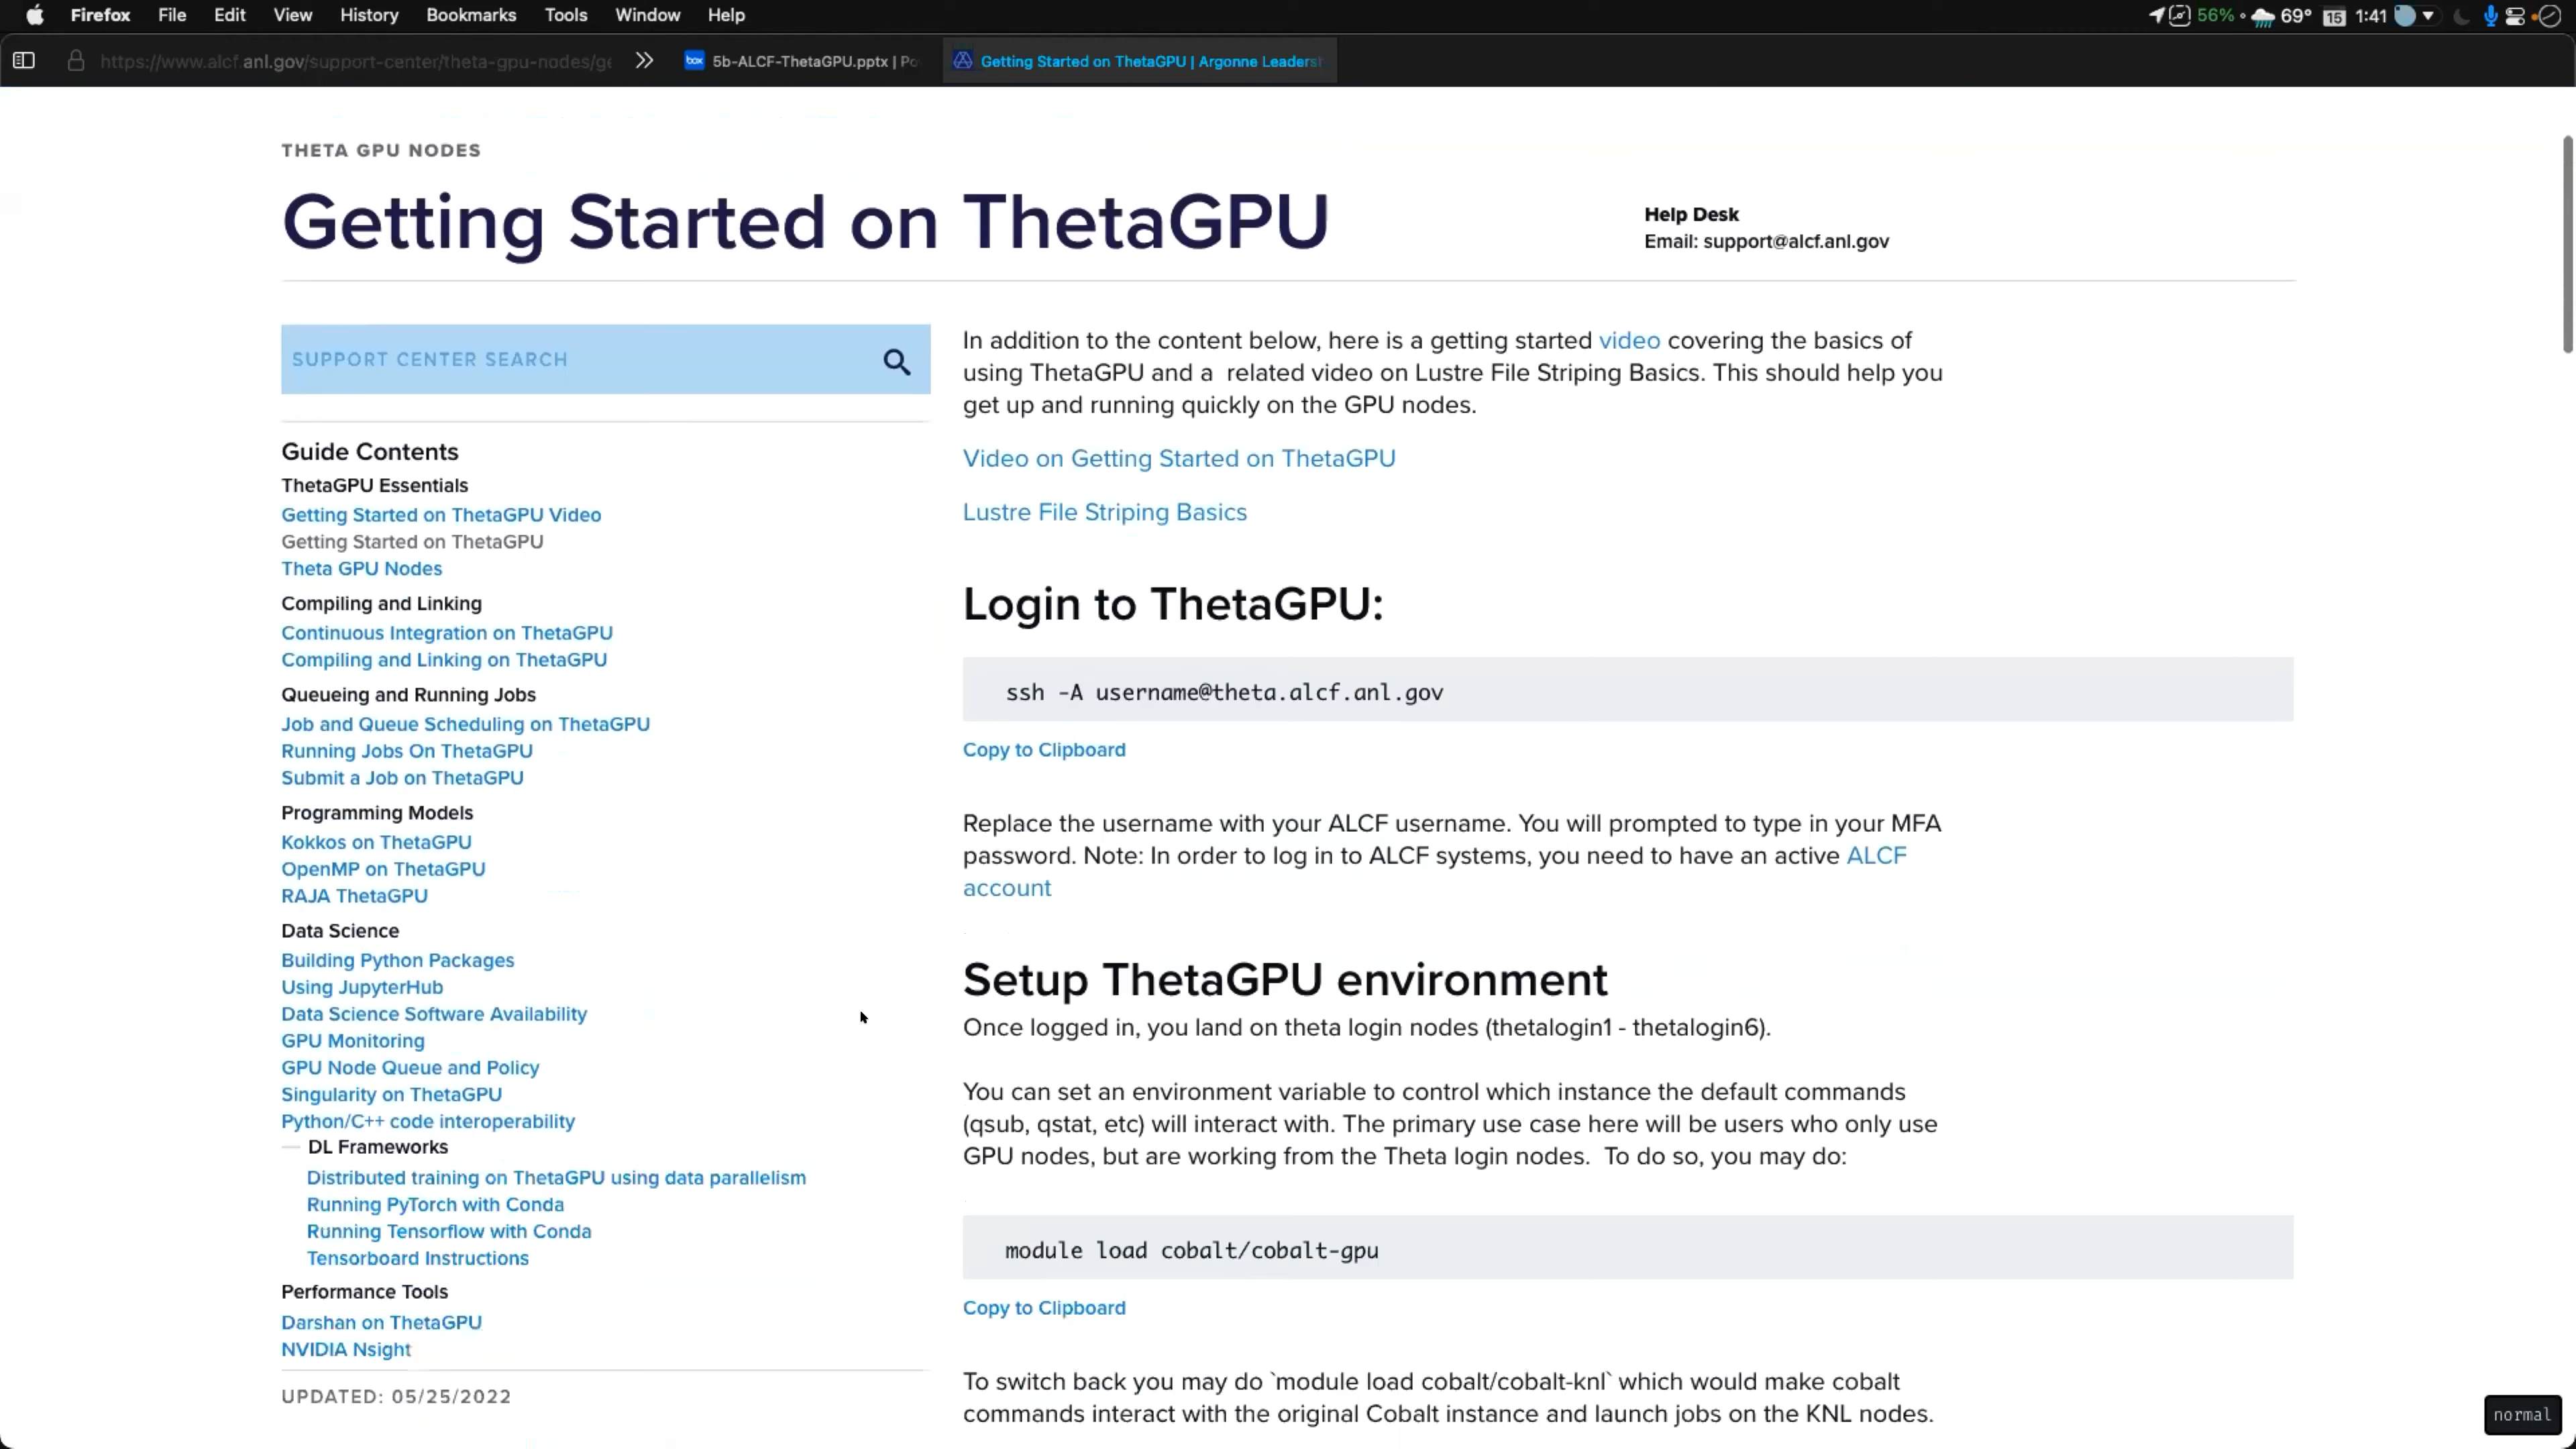 Firefox File Edit View History Bookmarks Tools Window Help 56% 69° 15 1:41
https://www.alcf.anl.gov/support-center/theta-gpu-nodes/ge box 5b-ALCF-ThetaGPU.pptx | Po Getting Started on ThetaGPU | Argonne Leadersh
THETA GPU NODES
Getting Started on ThetaGPU
Help Desk
Email: support@alcf.anl.gov
SUPPORT CENTER SEARCH
Guide Contents
ThetaGPU Essentials
Getting Started on ThetaGPU Video
Getting Started on ThetaGPU
Theta GPU Nodes
Compiling and Linking
Continuous Integration on ThetaGPU
Compiling and Linking on ThetaGPU
Queueing and Running Jobs
Job and Queue Scheduling on ThetaGPU
Running Jobs On ThetaGPU
Submit a Job on ThetaGPU
Programming Models
Kokkos on ThetaGPU
OpenMP on ThetaGPU
RAJA ThetaGPU
Data Science
Building Python Packages
Using JupyterHub
Data Science Software Availability
GPU Monitoring
GPU Node Queue and Policy
Singularity on ThetaGPU
Python/C++ code interoperability
DL Frameworks
Distributed training on ThetaGPU using data parallelism
Running PyTorch with Conda
Running Tensorflow with Conda
Tensorboard Instructions
Performance Tools
Darshan on ThetaGPU
NVIDIA Nsight
UPDATED: 05/25/2022
In addition to the content below, here is a getting started video covering the basics of
using ThetaGPU and a related video on Lustre File Striping Basics. This should help you
get up and running quickly on the GPU nodes.
Video on Getting Started on ThetaGPU
Lustre File Striping Basics
Login to ThetaGPU:
ssh -A username@theta.alcf.anl.gov
Copy to Clipboard
Replace the username with your ALCF username. You will prompted to type in your MFA
password. Note: In order to log in to ALCF systems, you need to have an active ALCF
account
Setup ThetaGPU environment
Once logged in, you land on theta login nodes (thetalogin1 - thetalogin6).
You can set an environment variable to control which instance the default commands
(qsub, qstat, etc) will interact with. The primary use case here will be users who only use
GPU nodes, but are working from the Theta login nodes. To do so, you may do:
module load cobalt/cobalt-gpu
Copy to Clipboard
To switch back you may do `module load cobalt/cobalt-knl` which would make cobalt
commands interact with the original Cobalt instance and launch jobs on the KNL nodes.
normal